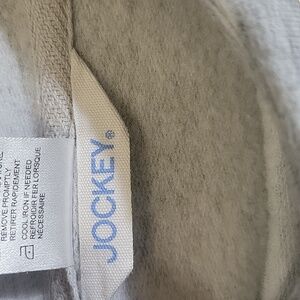 JOCKEY®
REMOVE PROMPTLY
RETIRER RAPIDEMENT
COOL IRON IF NEEDED
REFROIDIR FER LORSQUE
NÉCESSAIRE